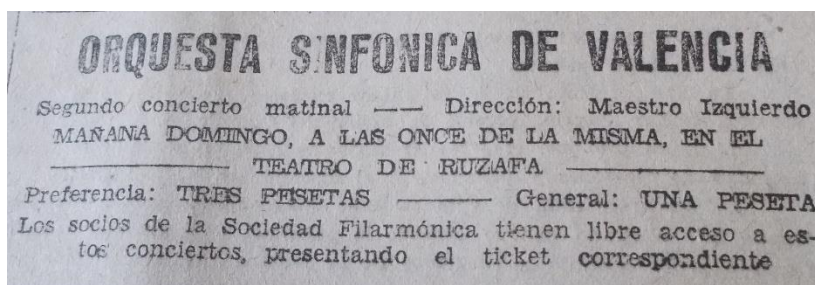 ORQUESTA SINFONICA DE VALENCIA
Segundo concierto matinal —— Dirección: Maestro Izquierdo
MAÑANA DOMINGO, A LAS ONCE DE LA MISMA, EN EL
TEATRO DE RUZAFA
Preferencia: TRES PESETAS —— General: UNA PESETA
Los socios de la Sociedad Filarmónica tienen libre acceso a es-
tos conciertos, presentando el ticket correspondiente